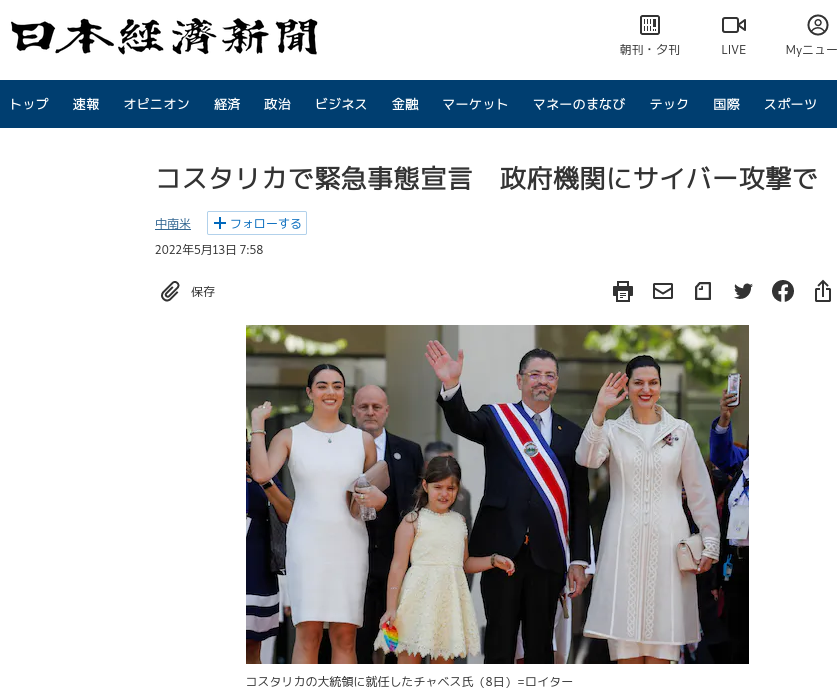 日本経済新聞
朝刊・夕刊
LIVE
Myニュー
トップ 速報 オピニオン 経済 政治 ビジネス 金融 マーケット マネーのまなび テック 国際 スポーツ
コスタリカで緊急事態宣言　政府機関にサイバー攻撃で
中南米 フォローする
2022年5月13日 7:58
保存
コスタリカの大統領に就任したチャベス氏（8日）=ロイター